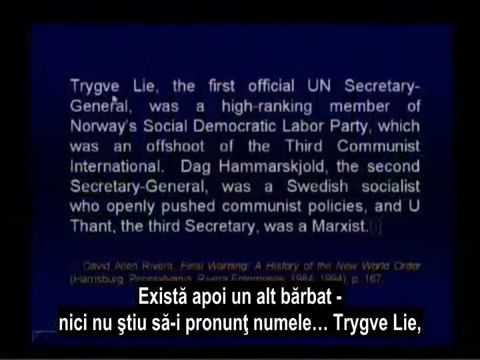 Trygve Lie, the first official UN Secretary-
General, was a high-ranking member of
Norway's Social Democratic Labor Party, which
was an offshoot of the Third Communist
International. Dag Hammarskjold, the second
Secretary-General, was a Swedish socialist
who openly pushed communist policies, and U
Thant, the third Secretary, was a Marxist.[i]
David Allen Rivera, Final Warning: A History of the New World Order
(Harrisburg, Pennsylvania, Rivera Enterprises, 1984, 1994), p. 167.
Există apoi un alt bărbat -
nici nu ştiu să-i pronunţ numele... Trygve Lie,